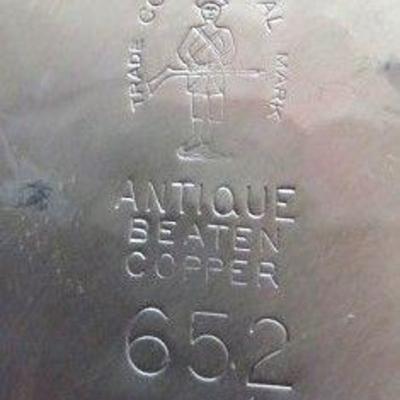 TRADE MARK
ANTIQUE
BEATEN
COPPER
652